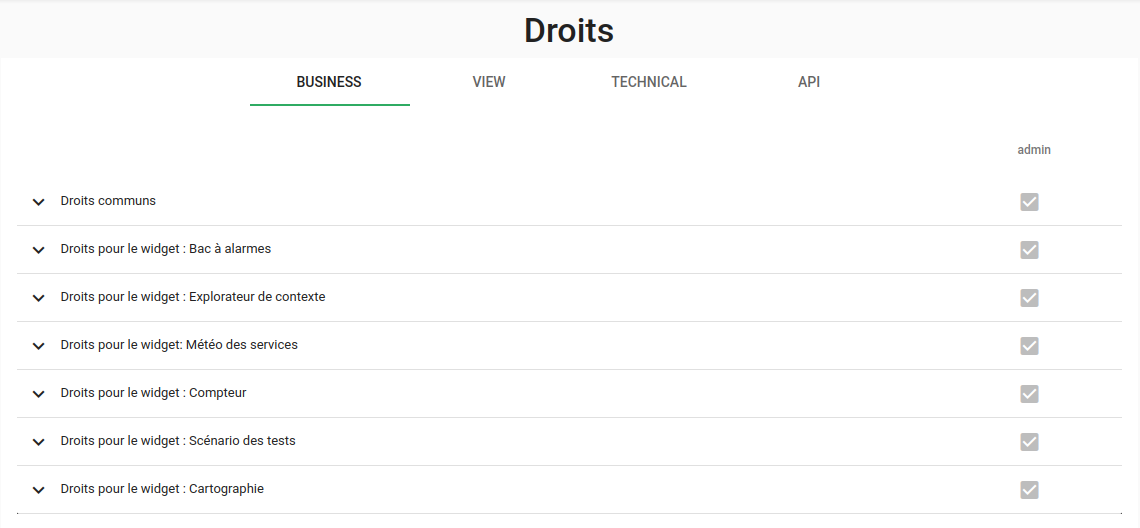 Droits
BUSINESS VIEW TECHNICAL API
admin
Droits communs
Droits pour le widget : Bac à alarmes
Droits pour le widget : Explorateur de contexte
Droits pour le widget: Météo des services
Droits pour le widget : Compteur
Droits pour le widget : Scénario des tests
Droits pour le widget : Cartographie